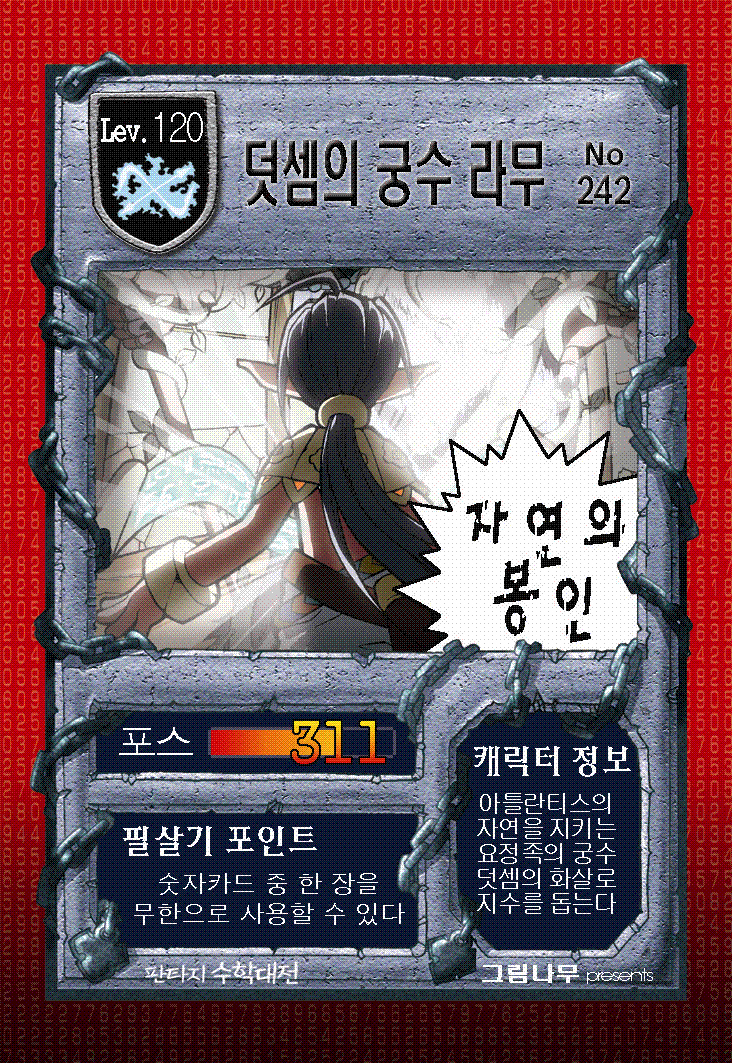 Lev.120
덧셈의 궁수 라무
No
242
자연의
봉인
포스 311
필살기 포인트
숫자카드 중 한 장을
무한으로 사용할 수 있다
캐릭터 정보
아틀란티스의
자연을 지키는
요정족의 궁수
덧셈의 화살로
지수를 돕는다
판타지 수학대전
그림나무 presents